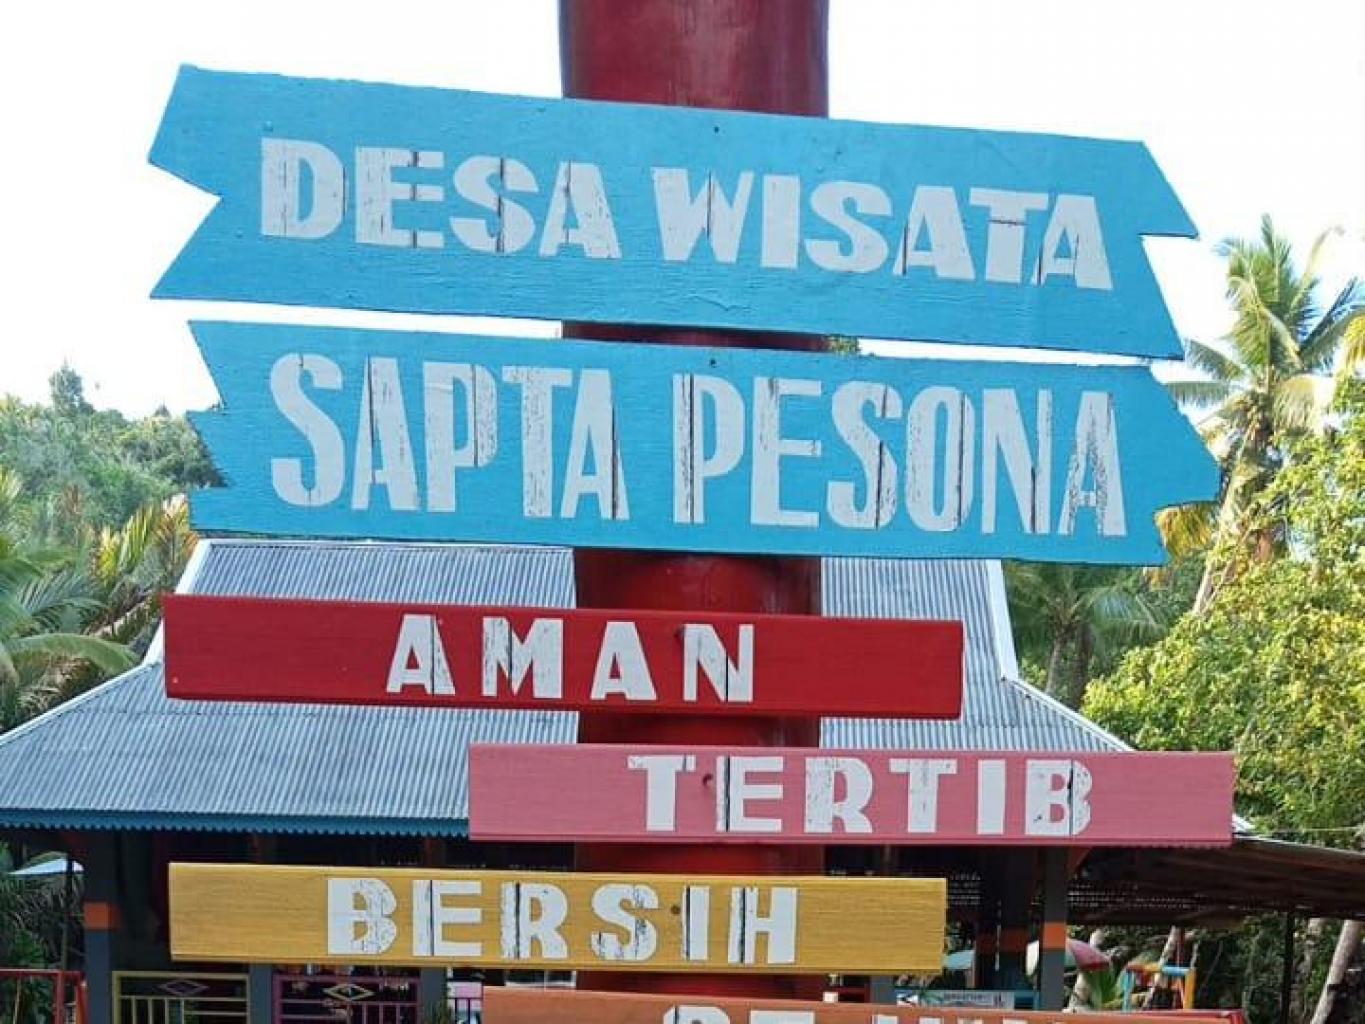 DESA WISATA
SAPTA PESONA
AMAN
TERTIB
BERSIH